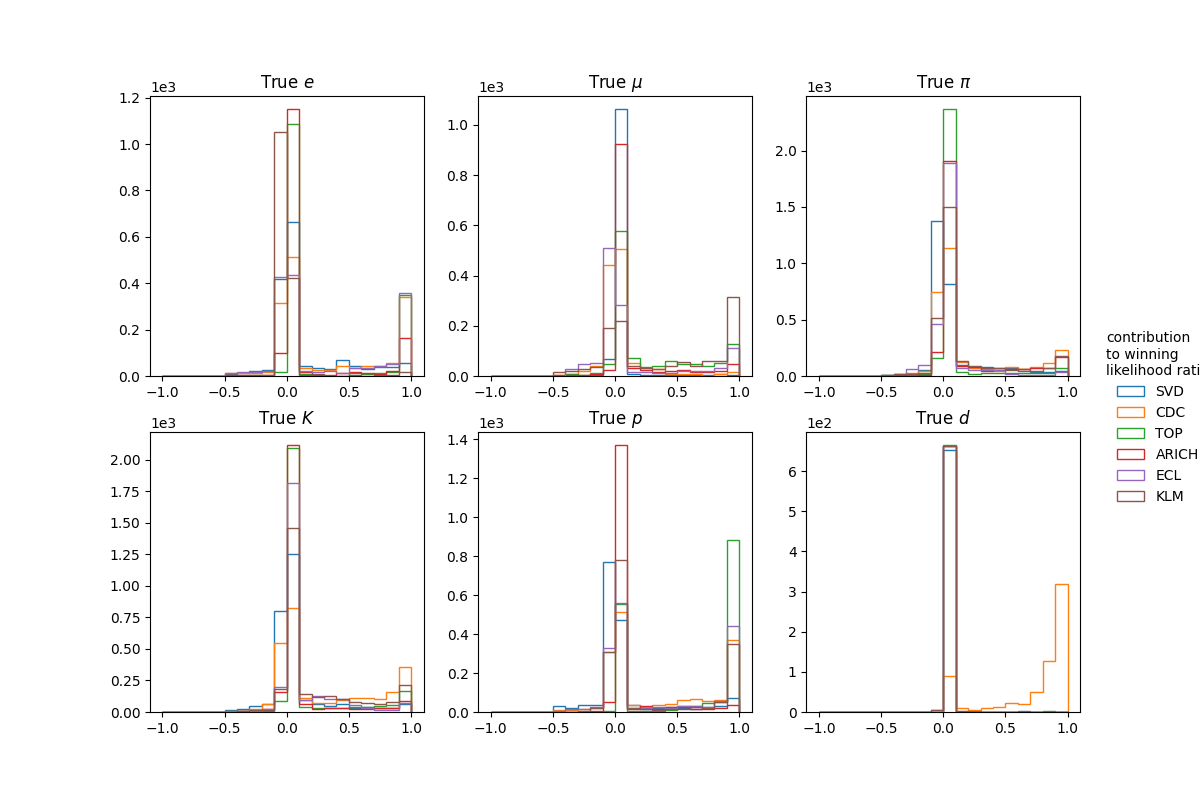 True e
1e3
1.2
1.0
0.8
0.6
0.4
0.2
0.0
−1.0 −0.5 0.0 0.5 1.0
True μ
1e3
1.0
0.8
0.6
0.4
0.2
0.0
−1.0 −0.5 0.0 0.5 1.0
True π
1e3
2.0
1.5
1.0
0.5
0.0
−1.0 −0.5 0.0 0.5 1.0
True K
1e3
2.00
1.75
1.50
1.25
1.00
0.75
0.50
0.25
0.00
−1.0 −0.5 0.0 0.5 1.0
True p
1e3
1.4
1.2
1.0
0.8
0.6
0.4
0.2
0.0
−1.0 −0.5 0.0 0.5 1.0
True d
1e2
6
5
4
3
2
1
0
−1.0 −0.5 0.0 0.5 1.0
contribution
to winning
likelihood rati
SVD
CDC
TOP
ARICH
ECL
KLM